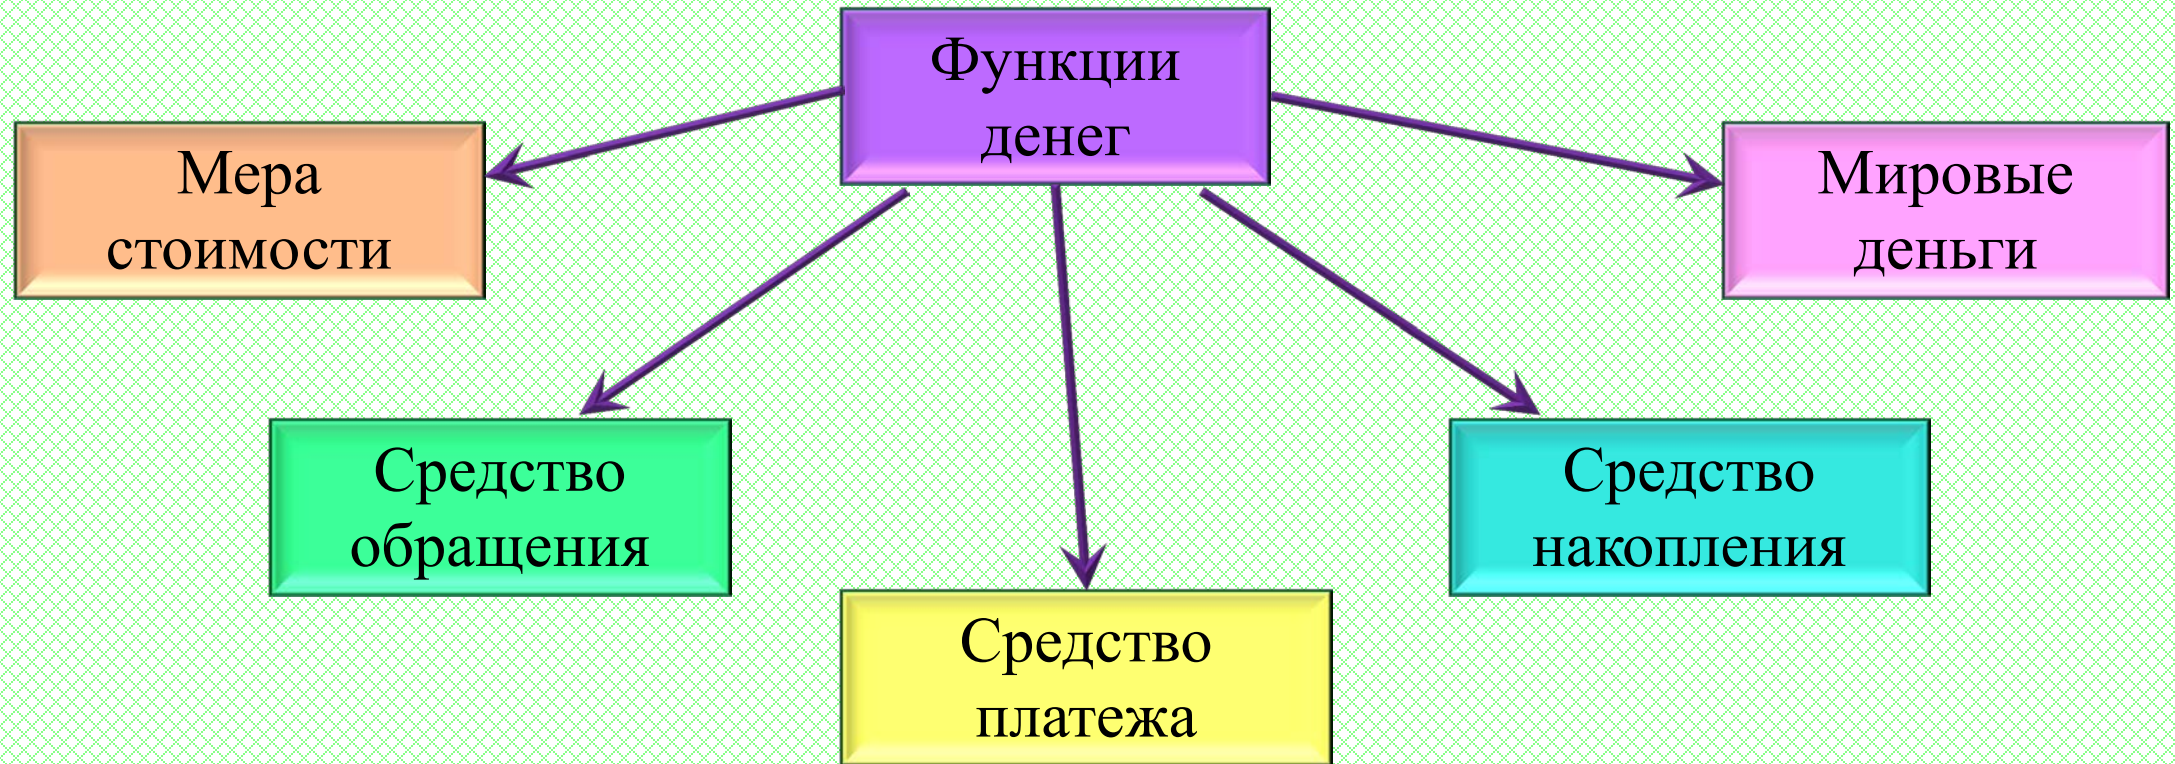 Функции
денег
Мера
стоимости
Мировые
деньги
Средство
обращения
Средство
накопления
Средство
платежа